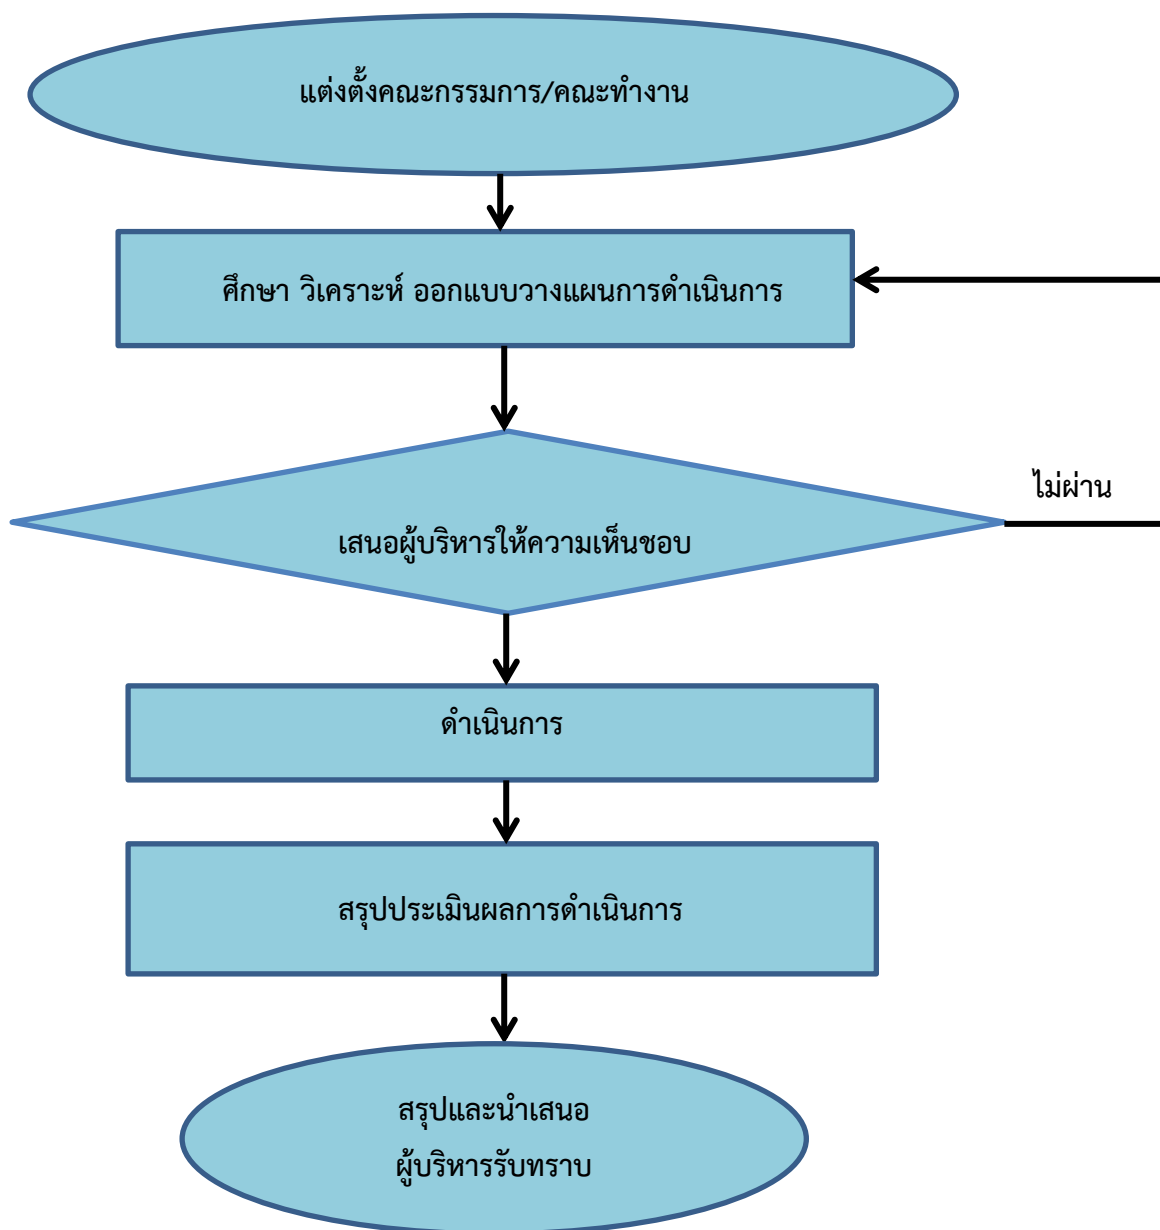 แต่งตั้งคณะกรรมการ/คณะทำงาน
ศึกษา วิเคราะห์ ออกแบบวางแผนการดำเนินการ
ไม่ผ่าน
เสนอผู้บริหารให้ความเห็นชอบ
ดำเนินการ
สรุปประเมินผลการดำเนินการ
สรุปและนำเสนอ
ผู้บริหารรับทราบ